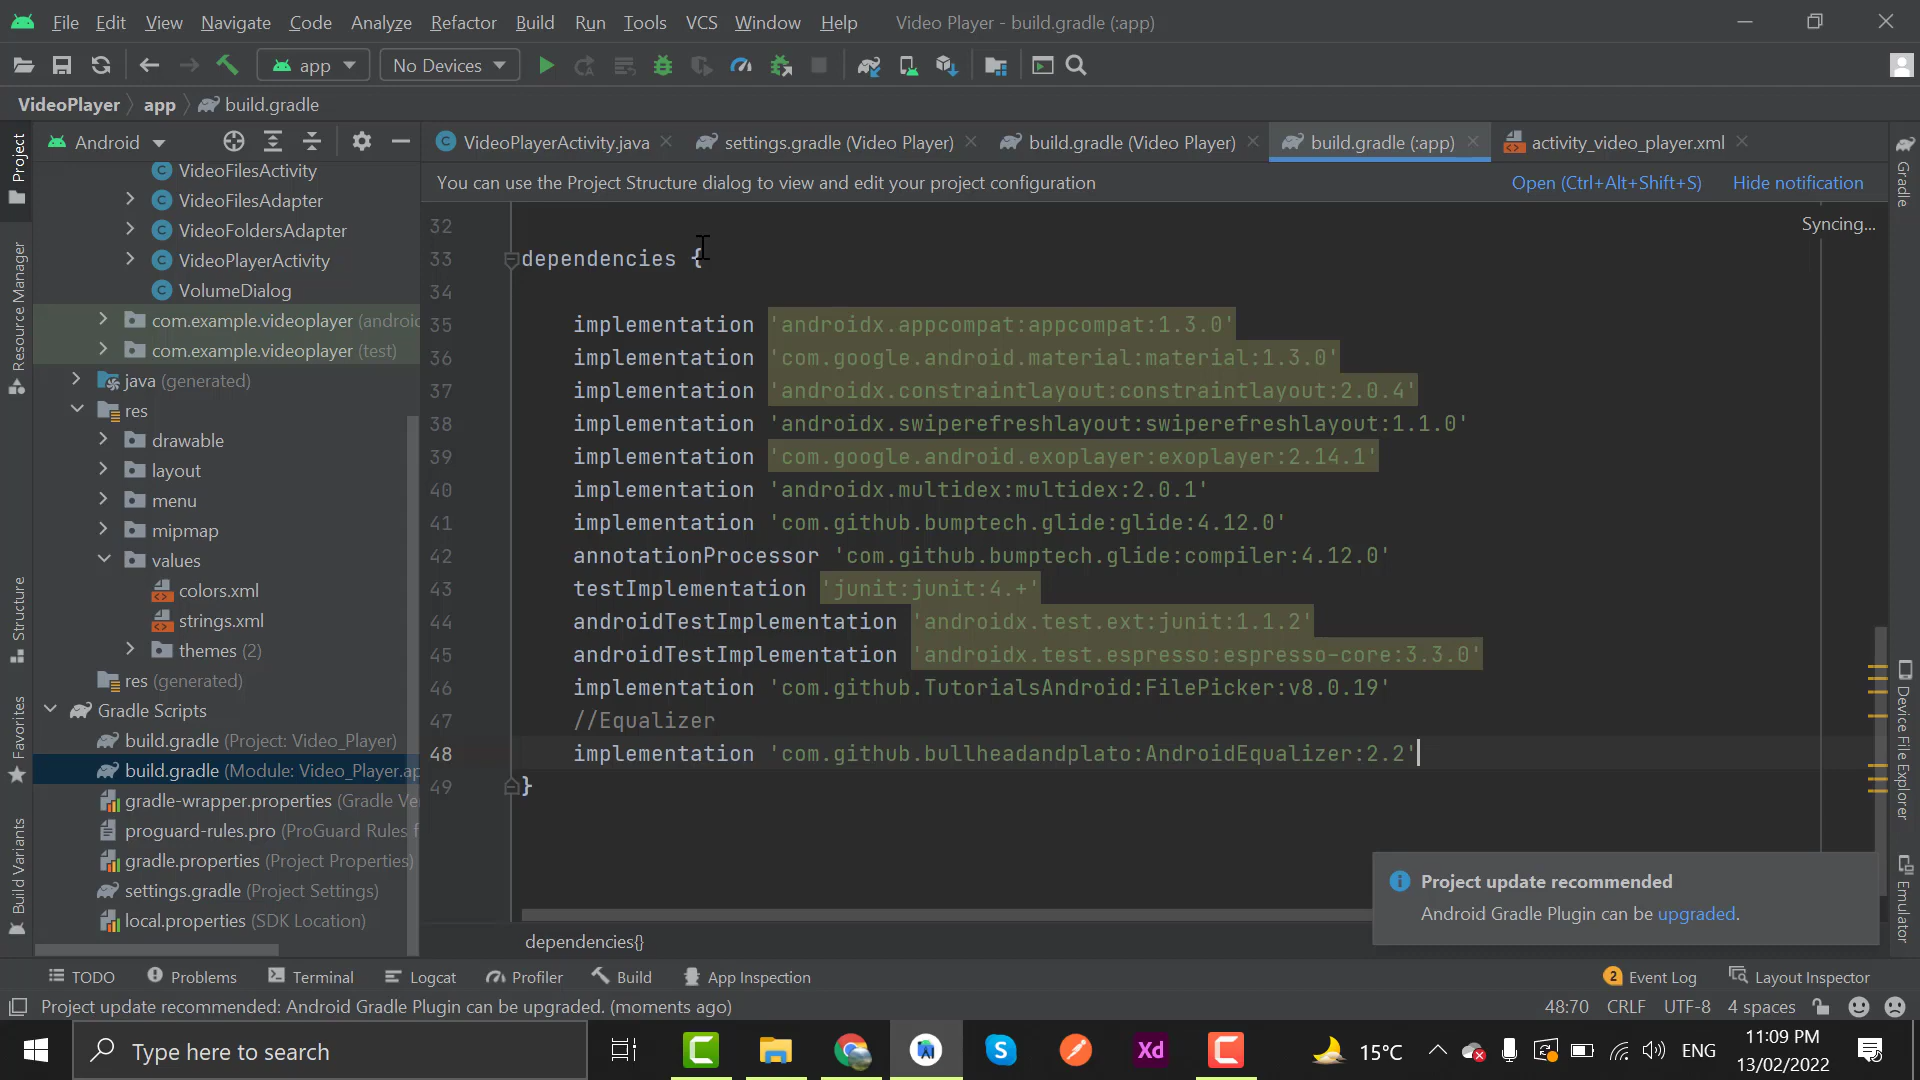 File Edit View Navigate Code Analyze Refactor Build Run Tools VCS Window Help Video Player - build.gradle (:app)
app No Devices
VideoPlayer app build.gradle
Android
VideoPlayerActivity.java settings.gradle (Video Player) build.gradle (Video Player) build.gradle (:app) activity_video_player.xml
You can use the Project Structure dialog to view and edit your project configuration Open (Ctrl+Alt+Shift+S) Hide notification
Syncing...
Project
Resource Manager
Structure
Favorites
Build Variants
VideoFilesActivity
VideoFilesAdapter
VideoFoldersAdapter
VideoPlayerActivity
VolumeDialog
com.example.videoplayer (androic
com.example.videoplayer (test)
java (generated)
res
drawable
layout
menu
mipmap
values
colors.xml
strings.xml
themes (2)
res (generated)
Gradle Scripts
build.gradle (Project: Video_Player)
build.gradle (Module: Video_Player.ap
gradle-wrapper.properties (Gradle Ve
proguard-rules.pro (ProGuard Rules f
gradle.properties (Project Properties)
settings.gradle (Project Settings)
local.properties (SDK Location)
32
33 dependencies {
34
35 implementation 'androidx.appcompat:appcompat:1.3.0'
36 implementation 'com.google.android.material:material:1.3.0'
37 implementation 'androidx.constraintlayout:constraintlayout:2.0.4'
38 implementation 'androidx.swiperefreshlayout:swiperefreshlayout:1.1.0'
39 implementation 'com.google.android.exoplayer:exoplayer:2.14.1'
40 implementation 'androidx.multidex:multidex:2.0.1'
41 implementation 'com.github.bumptech.glide:glide:4.12.0'
42 annotationProcessor 'com.github.bumptech.glide:compiler:4.12.0'
43 testImplementation 'junit:junit:4.+'
44 androidTestImplementation 'androidx.test.ext:junit:1.1.2'
45 androidTestImplementation 'androidx.test.espresso:espresso-core:3.3.0'
46 implementation 'com.github.TutorialsAndroid:FilePicker:v8.0.19'
47 //Equalizer
48 implementation 'com.github.bullheadandplato:AndroidEqualizer:2.2'
49 }
dependencies{}
Gradle
Device File Explorer
Emulator
Project update recommended
Android Gradle Plugin can be upgraded.
TODO Problems Terminal Logcat Profiler Build App Inspection 2 Event Log Layout Inspector
Project update recommended: Android Gradle Plugin can be upgraded. (moments ago) 48:70 CRLF UTF-8 4 spaces
Type here to search Xd 15°C ENG 11:09 PM
13/02/2022